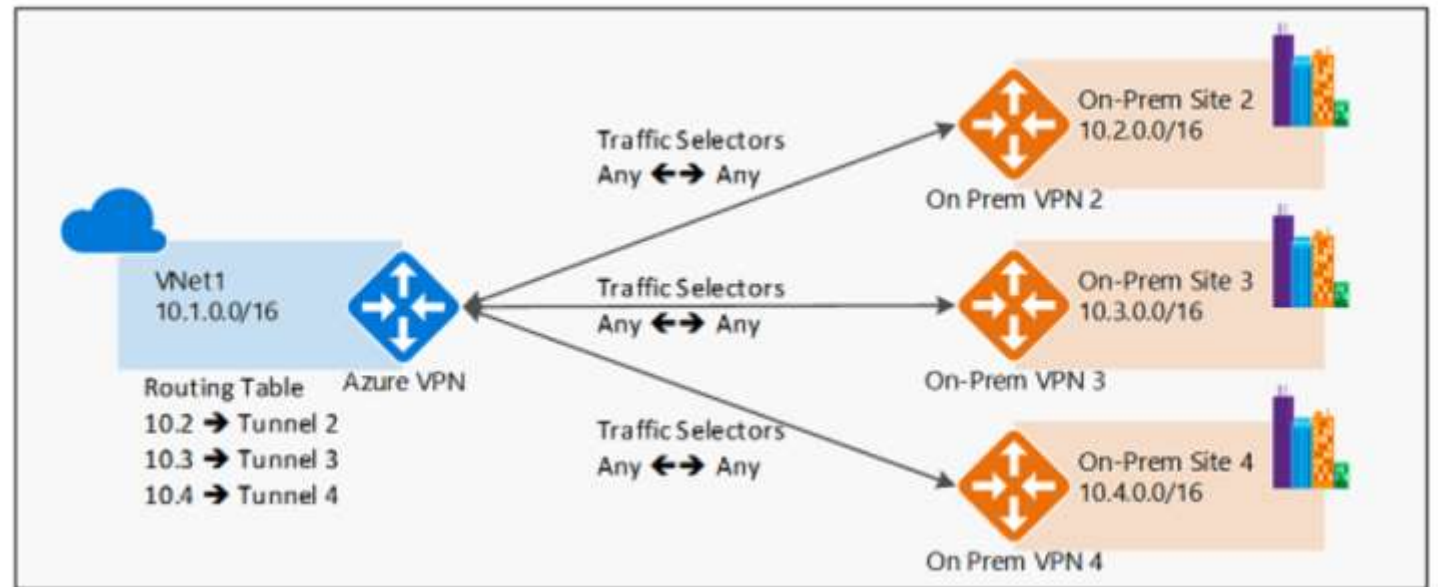 On-Prem Site 2
10.2.0.0/16
Traffic Selectors
Any 🡨🡪 Any
On Prem VPN 2
VNet1
10.1.0.0/16
Azure VPN
Traffic Selectors
Any 🡨🡪 Any
On-Prem Site 3
10.3.0.0/16
On-Prem VPN 3
Routing Table
10.2 🡪 Tunnel 2
10.3 🡪 Tunnel 3
10.4 🡪 Tunnel 4
Traffic Selectors
Any 🡨🡪 Any
On-Prem Site 4
10.4.0.0/16
On Prem VPN 4